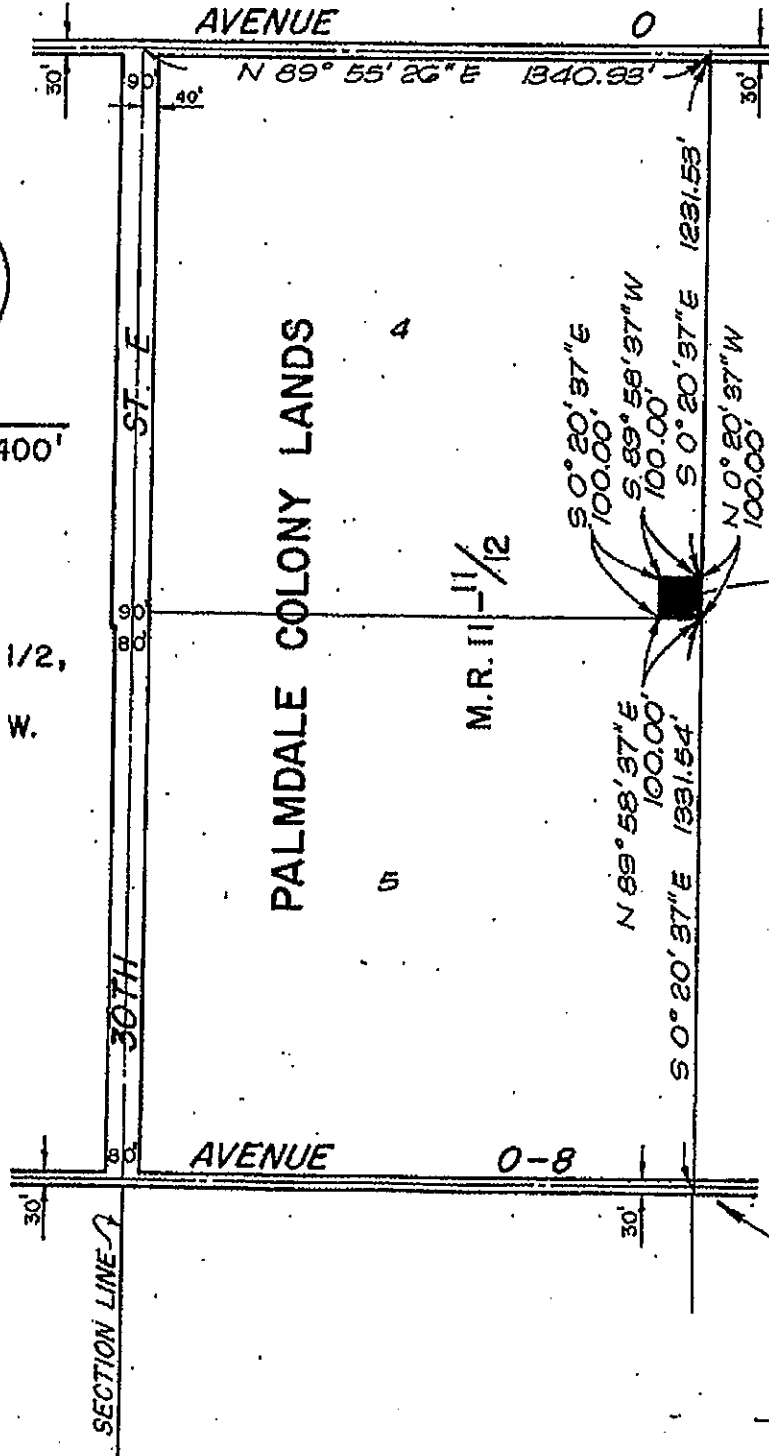 AVENUE O
30'
90'
40'
N 89° 55' 26" E 1340.93'
30'
S 0° 20' 37" E 1231.53'
400'
ST. E
4
PALMDALE COLONY LANDS
M.R. 11-11/12
S 0° 20' 37" E
100.00'
S 89° 58' 37" W
100.00'
N 0° 20' 37" W
100.00'
90'
80'
1/2,
W.
N 89° 58' 37" E
100.00'
S 0° 20' 37" E 1331.54'
5
30TH
80'
AVENUE O-8
30'
30'
SECTION LINE